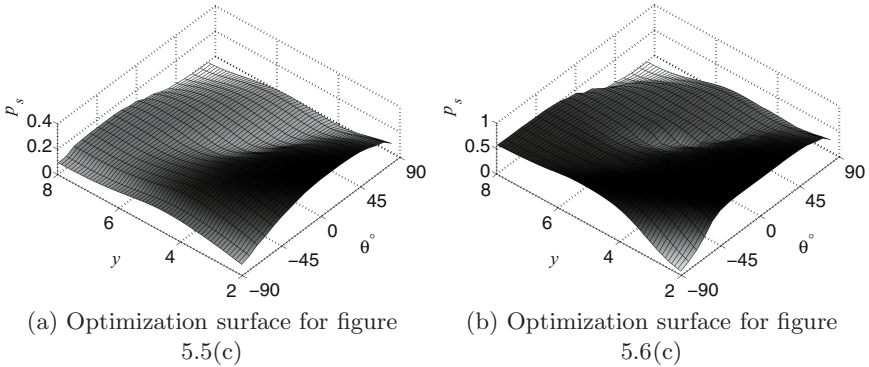 p s
0.4
0.2
0
8
6
4
2
y
−90
−45
0
45
90
θ°
(a) Optimization surface for figure
5.5(c)
p s
1
0.5
0
8
6
4
2
y
−90
−45
0
45
90
θ°
(b) Optimization surface for figure
5.6(c)